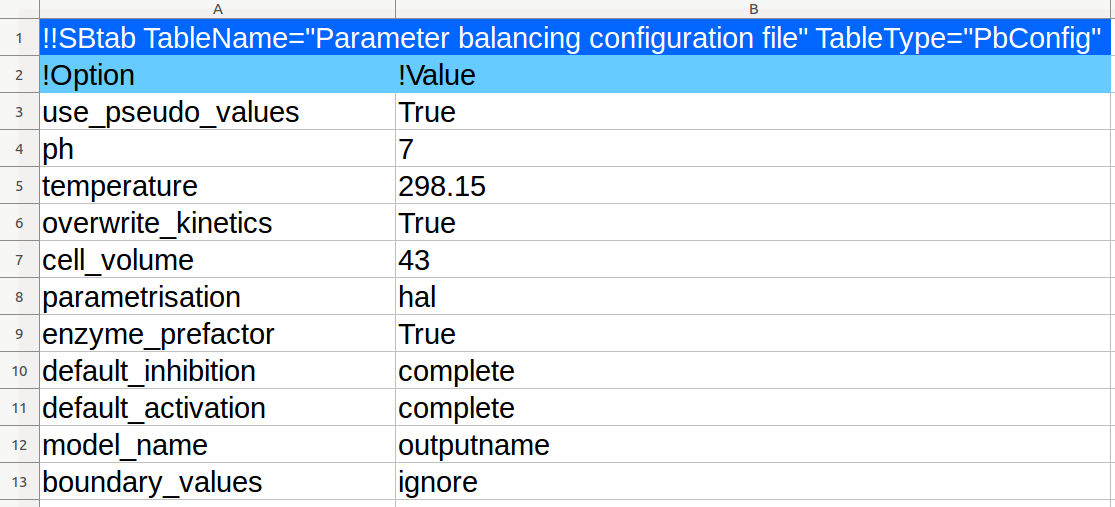 A B
1 !!SBtab TableName="Parameter balancing configuration file" TableType="PbConfig"
2 !Option !Value
3 use_pseudo_values True
4 ph 7
5 temperature 298.15
6 overwrite_kinetics True
7 cell_volume 43
8 parametrisation hal
9 enzyme_prefactor True
10 default_inhibition complete
11 default_activation complete
12 model_name outputname
13 boundary_values ignore